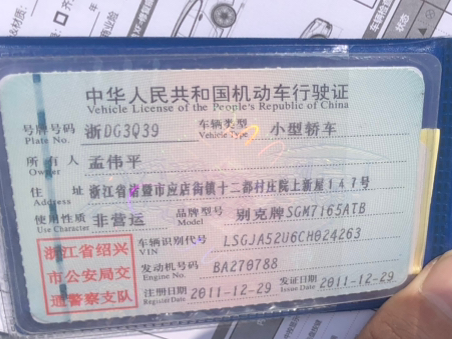 中华人民共和国机动车行驶证
Vehicle License of the People's Republic of China
号牌号码 浙DG3Q39 车辆类型 小型轿车
Plate No. Vehicle Type
所有人 孟伟平
Owner
住址 浙江省诸暨市应店街镇十二都村庄院上新屋147号
Address
使用性质 非营运 品牌型号 别克牌SGM7165ATB
Use Character Model
浙江省绍兴
市公安局交
通警察支队
车辆识别代号 LSGJA52U6CH024263
VIN
发动机号码 BA270788
Engine No.
注册日期 2011-12-29 发证日期 2011-12-29
Register Date Issue Date